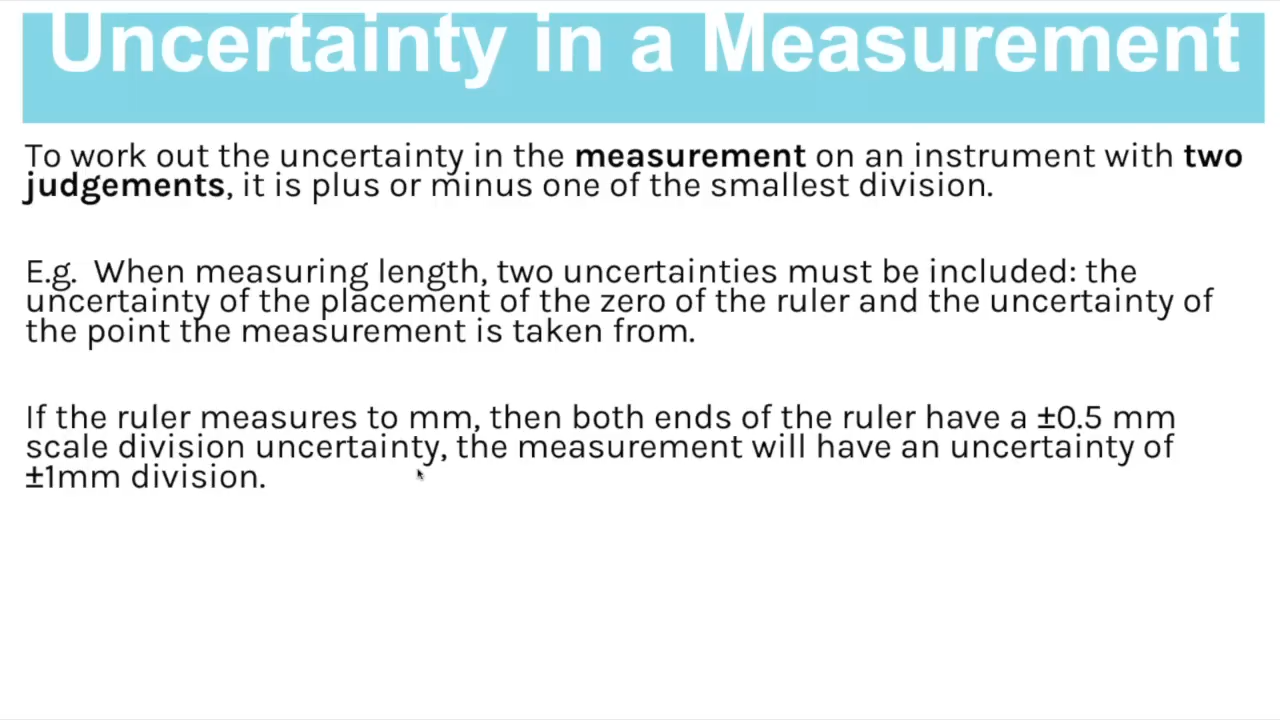 Uncertainty in a Measurement
To work out the uncertainty in the measurement on an instrument with two
judgements, it is plus or minus one of the smallest division.
E.g. When measuring length, two uncertainties must be included: the
uncertainty of the placement of the zero of the ruler and the uncertainty of
the point the measurement is taken from.
If the ruler measures to mm, then both ends of the ruler have a ±0.5 mm
scale division uncertainty, the measurement will have an uncertainty of
±1mm division.